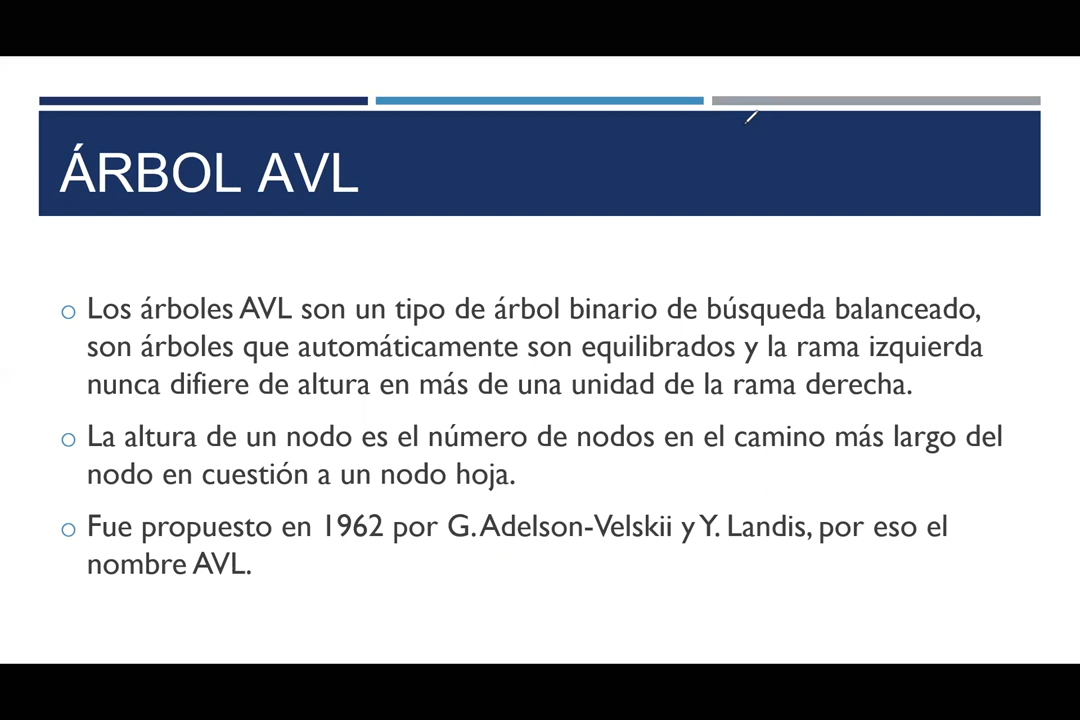 ÁRBOL AVL
o Los árboles AVL son un tipo de árbol binario de búsqueda balanceado,
son árboles que automáticamente son equilibrados y la rama izquierda
nunca difiere de altura en más de una unidad de la rama derecha.
o La altura de un nodo es el número de nodos en el camino más largo del
nodo en cuestión a un nodo hoja.
o Fue propuesto en 1962 por G. Adelson-Velskii y Y. Landis, por eso el
nombre AVL.